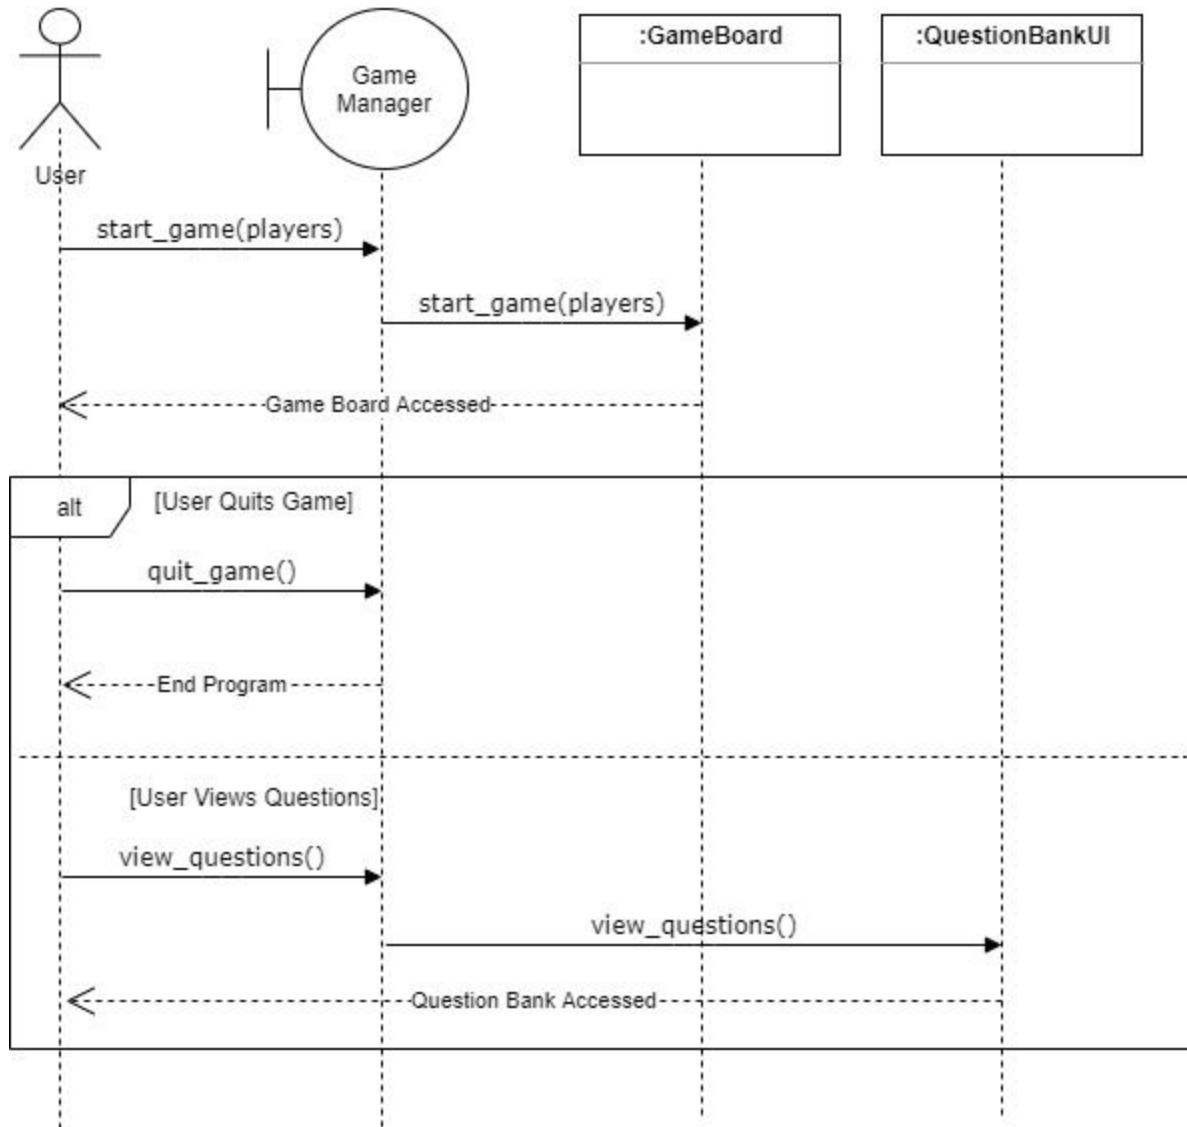 :GameBoard
:QuestionBankUI
Game
Manager
User
start_game(players)
start_game(players)
Game Board Accessed
alt
[User Quits Game]
quit_game()
End Program
[User Views Questions]
view_questions()
view_questions()
Question Bank Accessed